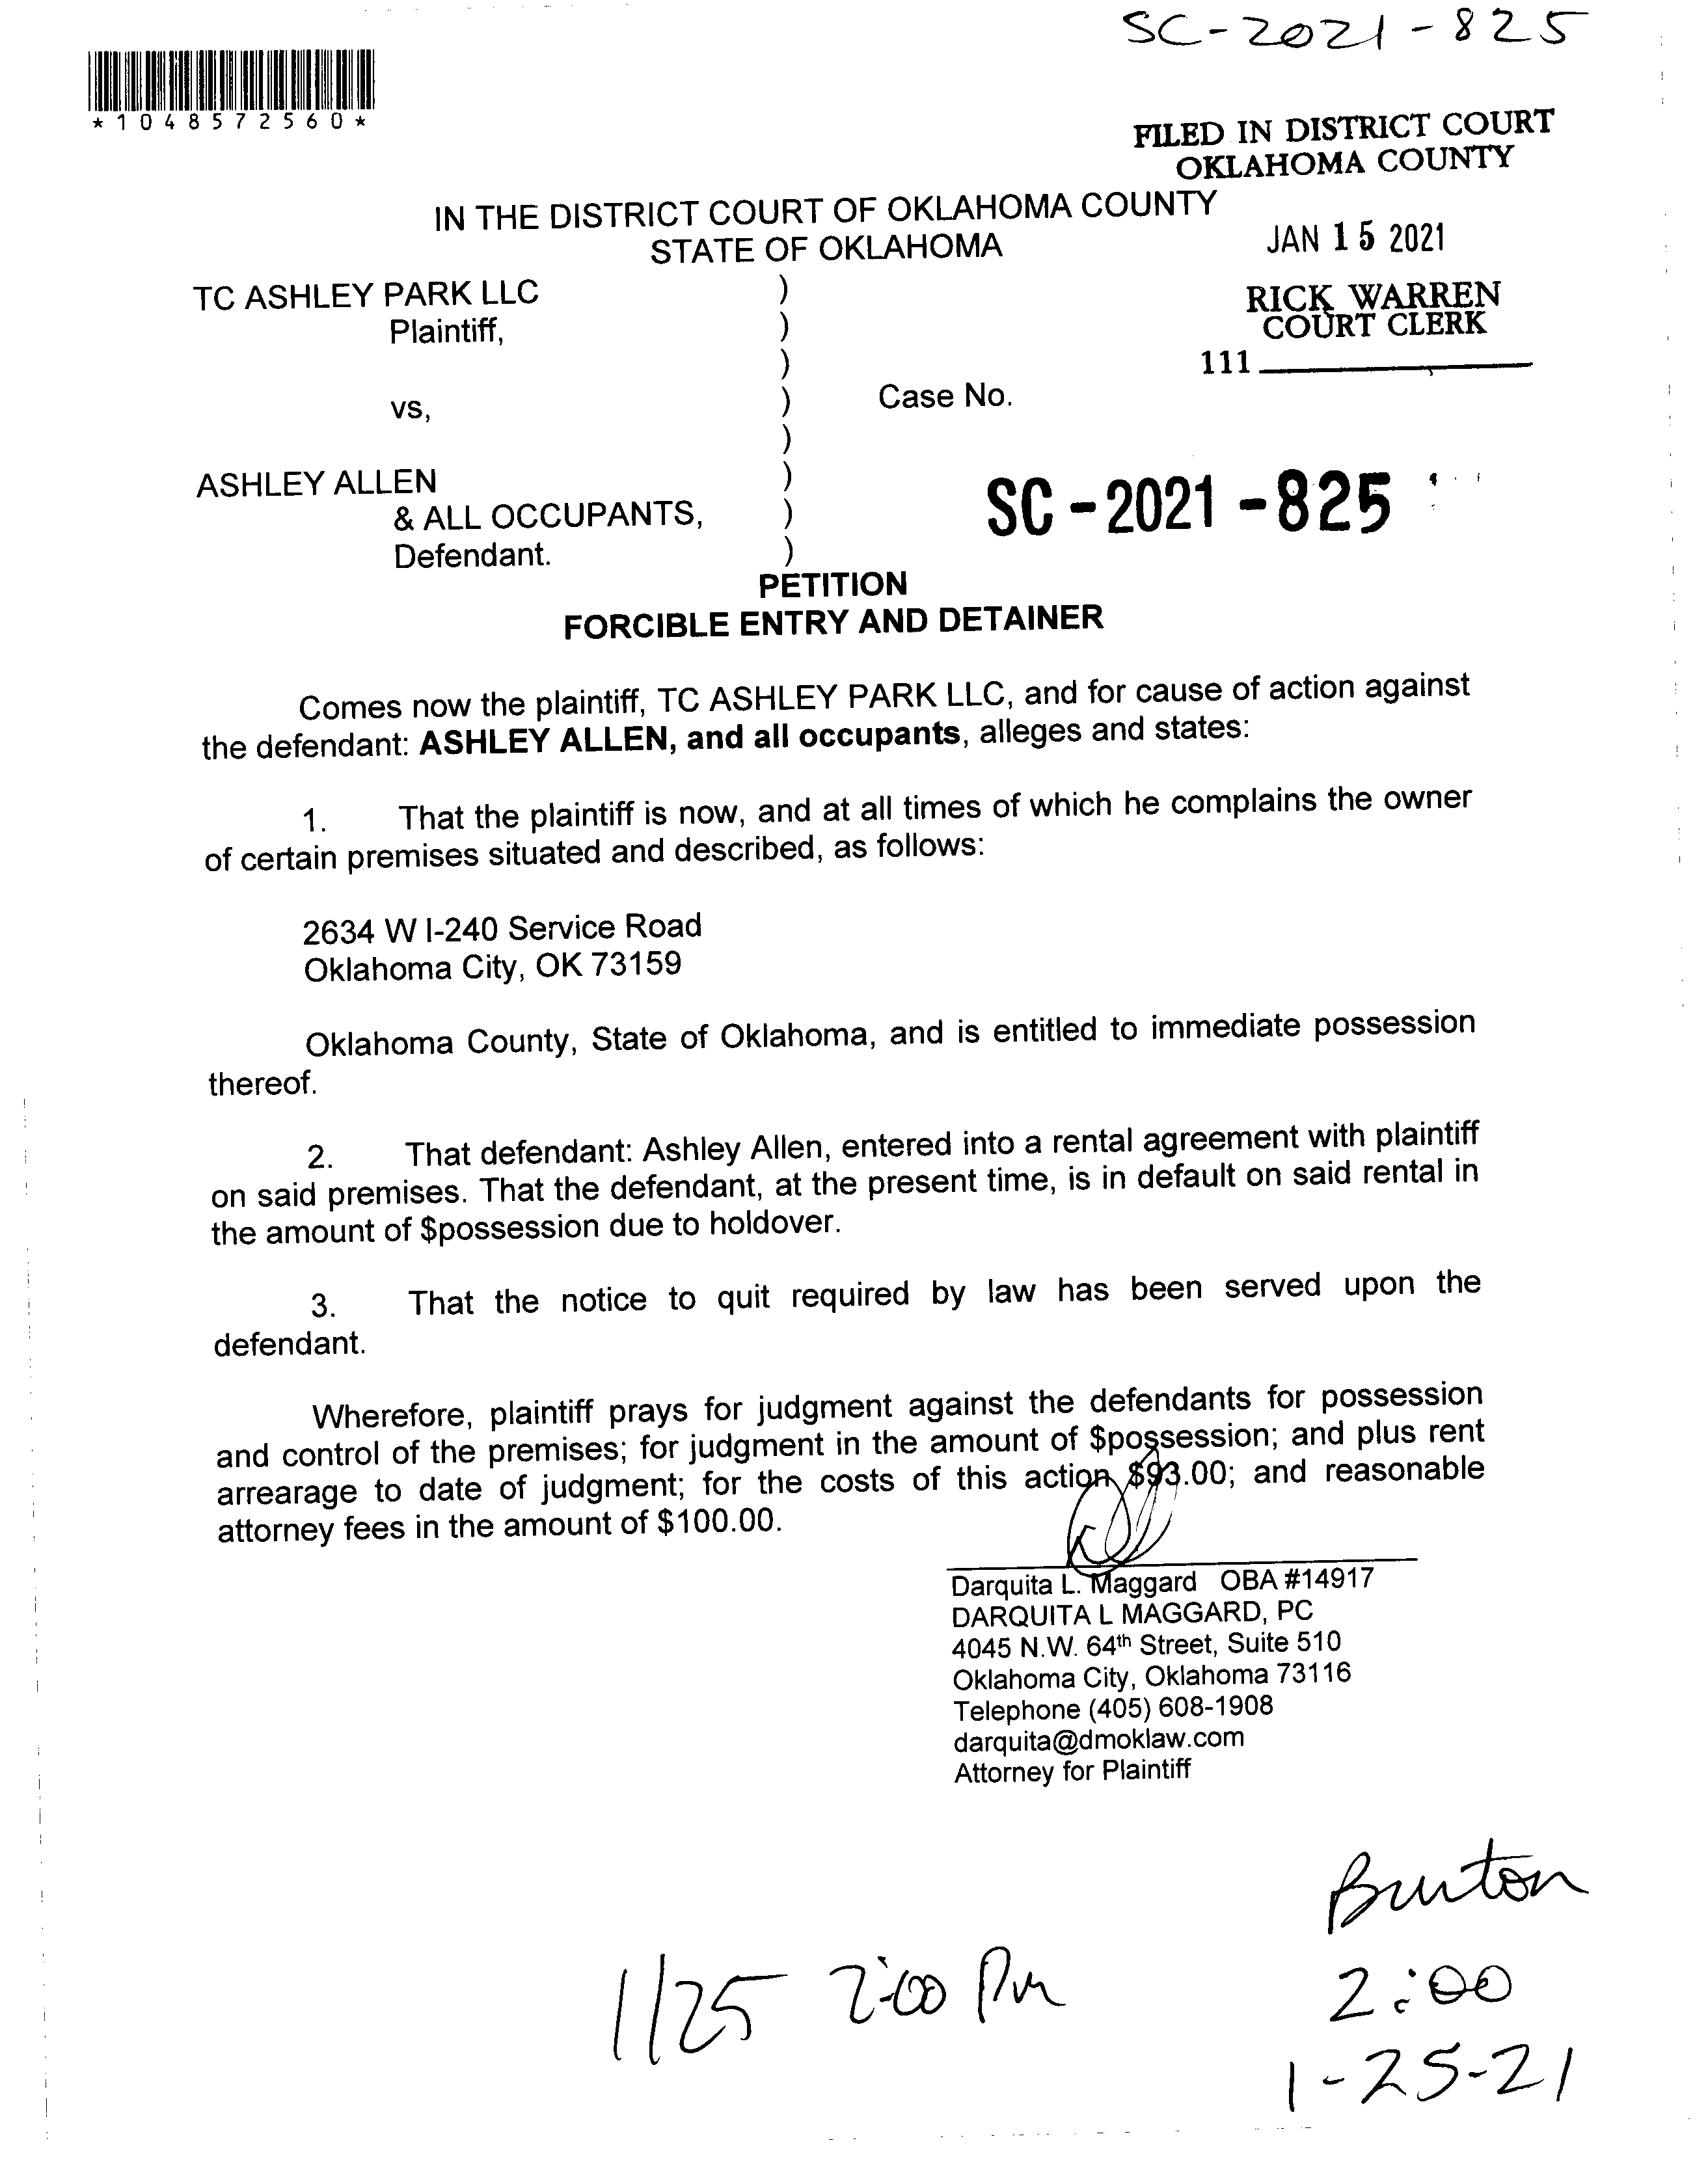 SC-2021-825
*1048572560*
FILED IN DISTRICT COURT
OKLAHOMA COUNTY
IN THE DISTRICT COURT OF OKLAHOMA COUNTY
STATE OF OKLAHOMA
JAN 15 2021
RICK WARREN
COURT CLERK
111
TC ASHLEY PARK LLC )
Plaintiff, )
)
vs, ) Case No.
)
ASHLEY ALLEN )
& ALL OCCUPANTS, ) SC-2021-825
Defendant. )
PETITION
FORCIBLE ENTRY AND DETAINER
Comes now the plaintiff, TC ASHLEY PARK LLC, and for cause of action against
the defendant: ASHLEY ALLEN, and all occupants, alleges and states:
1. That the plaintiff is now, and at all times of which he complains the owner
of certain premises situated and described, as follows:
2634 W I-240 Service Road
Oklahoma City, OK 73159
Oklahoma County, State of Oklahoma, and is entitled to immediate possession
thereof.
2. That defendant: Ashley Allen, entered into a rental agreement with plaintiff
on said premises. That the defendant, at the present time, is in default on said rental in
the amount of $possession due to holdover.
3. That the notice to quit required by law has been served upon the
defendant.
Wherefore, plaintiff prays for judgment against the defendants for possession
and control of the premises; for judgment in the amount of $possession; and plus rent
arrearage to date of judgment; for the costs of this action $93.00; and reasonable
attorney fees in the amount of $100.00.
Darquita L. Maggard OBA #14917
DARQUITA L MAGGARD, PC
4045 N.W. 64th Street, Suite 510
Oklahoma City, Oklahoma 73116
Telephone (405) 608-1908
darquita@dmoklaw.com
Attorney for Plaintiff
Burton
1/25 2:00 Pm
2:00
1-25-21